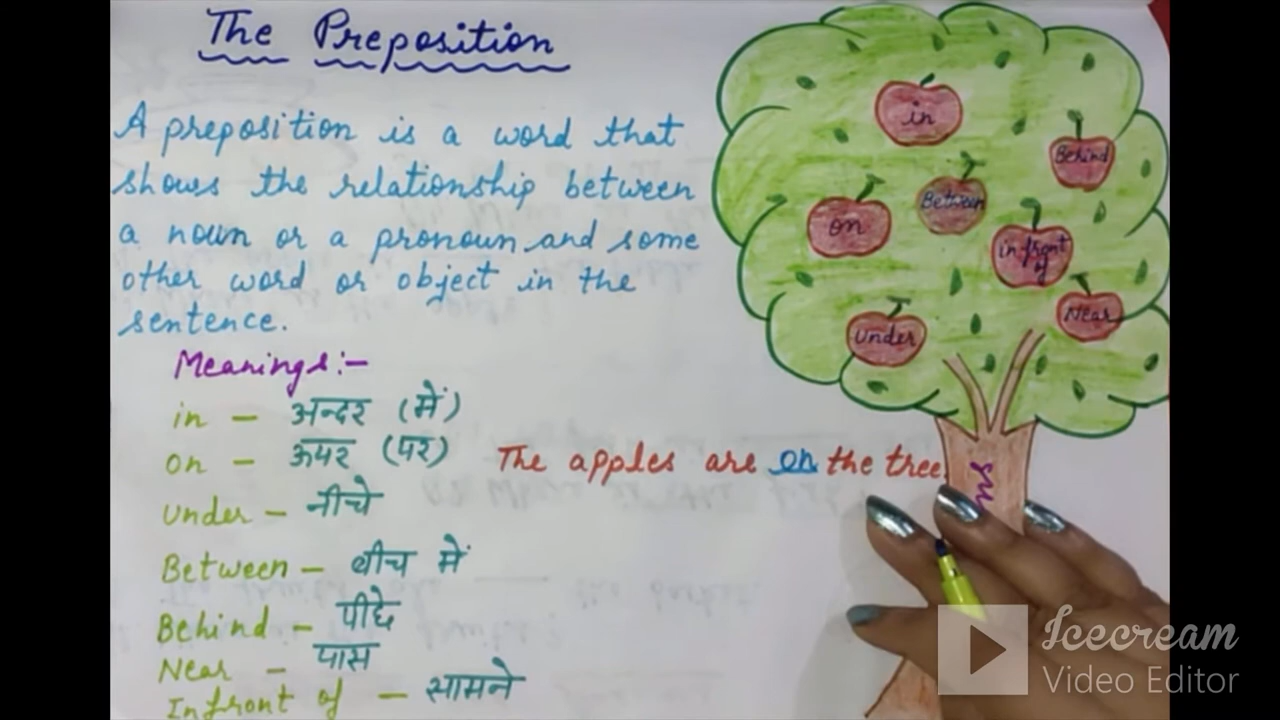 The Preposition
A preposition is a word that
shows the relationship between
a noun or a pronoun and some
other word or object in the
sentence.
Meanings:-
in - अन्दर (में)
on - ऊपर (पर)
The apples are on the tree.
Under - नीचे
Between - बीच में
Behind - पीछे
Near - पास
Infront of - सामने
in
Behind
Between
on
in front
of
Near
Under
Icecream
Video Editor